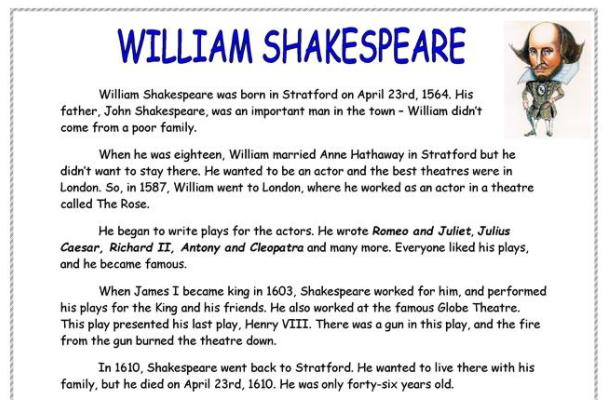 WILLIAM SHAKESPEARE
William Shakespeare was born in Stratford on April 23rd, 1564. His
father, John Shakespeare, was an important man in the town – William didn't
come from a poor family.
When he was eighteen, William married Anne Hathaway in Stratford but he
didn't want to stay there. He wanted to be an actor and the best theatres were in
London. So, in 1587, William went to London, where he worked as an actor in a theatre
called The Rose.
He began to write plays for the actors. He wrote Romeo and Juliet, Julius
Caesar, Richard II, Antony and Cleopatra and many more. Everyone liked his plays,
and he became famous.
When James I became king in 1603, Shakespeare worked for him, and performed
his plays for the King and his friends. He also worked at the famous Globe Theatre.
This play presented his last play, Henry VIII. There was a gun in this play, and the fire
from the gun burned the theatre down.
In 1610, Shakespeare went back to Stratford. He wanted to live there with his
family, but he died on April 23rd, 1610. He was only forty-six years old.